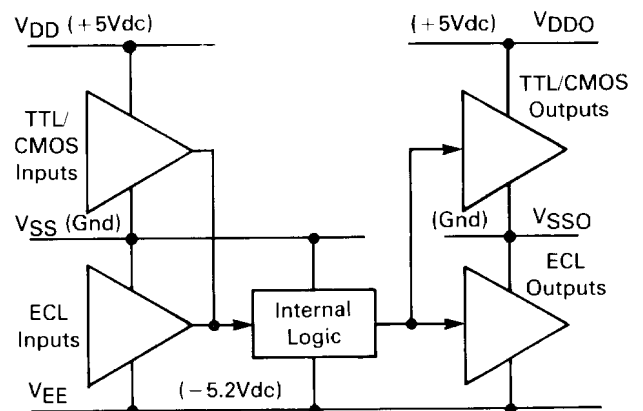 VDD (+5Vdc)
(+5Vdc) VDDO
TTL/
CMOS
Inputs
TTL/CMOS
Outputs
VSS (Gnd)
(Gnd) VSSO
ECL
Inputs
Internal
Logic
ECL
Outputs
VEE (−5.2Vdc)